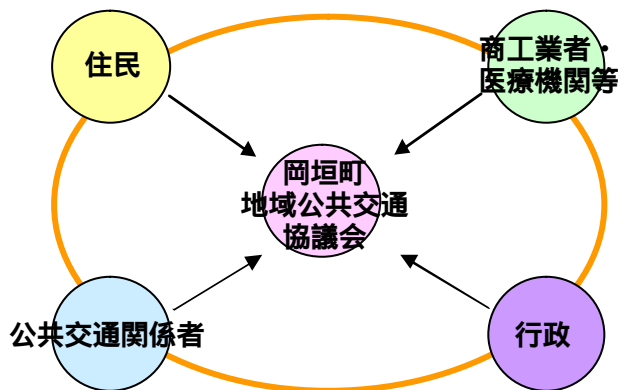 住民
商工業者・
医療機関等
岡垣町
地域公共交通
協議会
公共交通関係者
行政